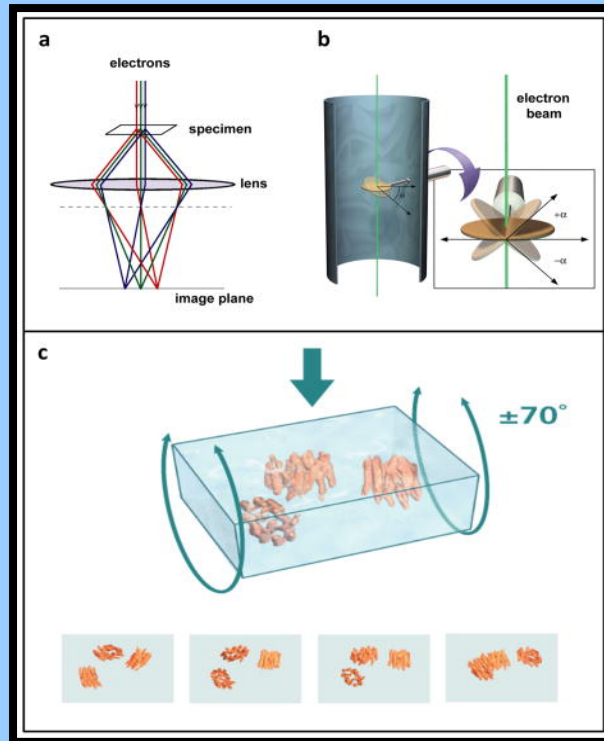 a
electrons
specimen
lens
image plane
b
electron
beam
α
+α
−α
c
±70°